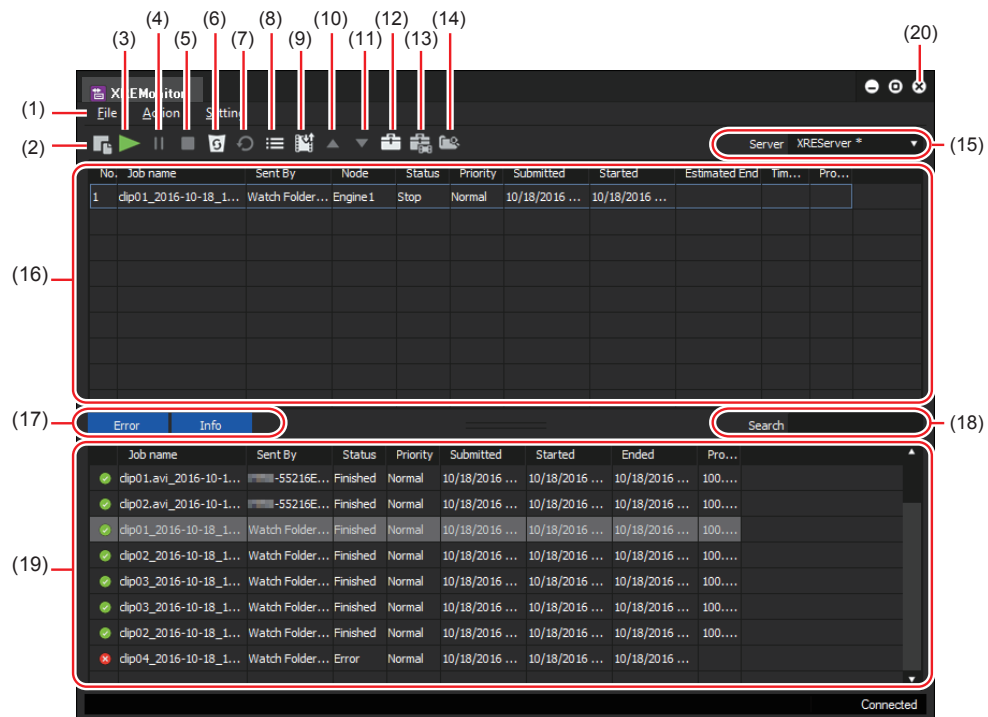 (4) (6) (8) (10) (12) (14)
(3) (5) (7) (9) (11) (13) (20)
XREMonitor
(1) File Action Setting
(2) Server XREServer * (15)
No. Job name Sent By Node Status Priority Submitted Started Estimated End Tim... Pro...
1 clip01_2016-10-18_1... Watch Folder... Engine1 Stop Normal 10/18/2016 ... 10/18/2016 ...
(16)
(17) Error Info Search (18)
Job name Sent By Status Priority Submitted Started Ended Pro...
clip01.avi_2016-10-1... -55216E... Finished Normal 10/18/2016 ... 10/18/2016 ... 10/18/2016 ... 100....
clip02.avi_2016-10-1... -55216E... Finished Normal 10/18/2016 ... 10/18/2016 ... 10/18/2016 ... 100....
clip01_2016-10-18_1... Watch Folder... Finished Normal 10/18/2016 ... 10/18/2016 ... 10/18/2016 ... 100....
clip02_2016-10-18_1... Watch Folder... Finished Normal 10/18/2016 ... 10/18/2016 ... 10/18/2016 ... 100....
(19) clip03_2016-10-18_1... Watch Folder... Finished Normal 10/18/2016 ... 10/18/2016 ... 10/18/2016 ... 100....
clip03_2016-10-18_1... Watch Folder... Finished Normal 10/18/2016 ... 10/18/2016 ... 10/18/2016 ... 100....
clip02_2016-10-18_1... Watch Folder... Finished Normal 10/18/2016 ... 10/18/2016 ... 10/18/2016 ... 100....
clip04_2016-10-18_1... Watch Folder... Error Normal 10/18/2016 ... 10/18/2016 ... 10/18/2016 ...
Connected